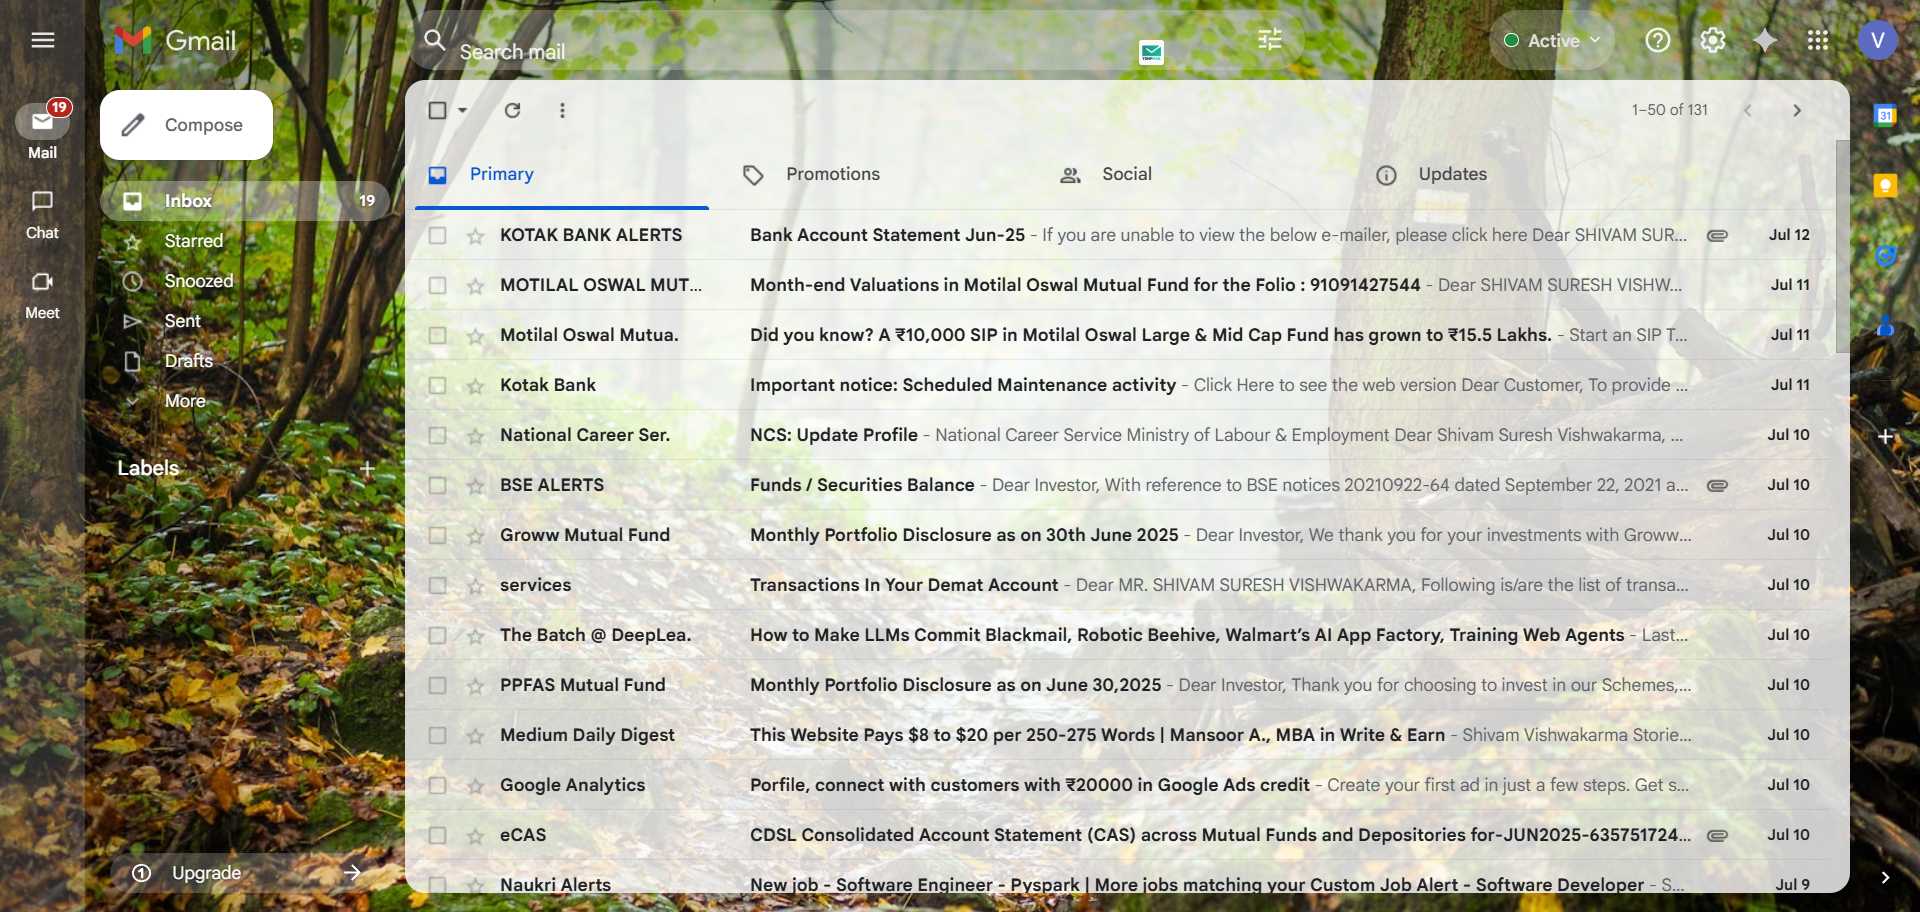 Gmail
Search mail
Active
V
19
Mail
Chat
Meet
Compose
Inbox 19
Starred
Snoozed
Sent
Drafts
More
Labels
Upgrade
1–50 of 131
31
Primary Promotions Social Updates
KOTAK BANK ALERTS Bank Account Statement Jun-25 - If you are unable to view the below e-mailer, please click here Dear SHIVAM SUR... Jul 12
MOTILAL OSWAL MUT... Month-end Valuations in Motilal Oswal Mutual Fund for the Folio : 91091427544 - Dear SHIVAM SURESH VISHW... Jul 11
Motilal Oswal Mutua. Did you know? A ₹10,000 SIP in Motilal Oswal Large & Mid Cap Fund has grown to ₹15.5 Lakhs. - Start an SIP T... Jul 11
Kotak Bank Important notice: Scheduled Maintenance activity - Click Here to see the web version Dear Customer, To provide ... Jul 11
National Career Ser. NCS: Update Profile - National Career Service Ministry of Labour & Employment Dear Shivam Suresh Vishwakarma, ... Jul 10
BSE ALERTS Funds / Securities Balance - Dear Investor, With reference to BSE notices 20210922-64 dated September 22, 2021 a... Jul 10
Groww Mutual Fund Monthly Portfolio Disclosure as on 30th June 2025 - Dear Investor, We thank you for your investments with Groww... Jul 10
services Transactions In Your Demat Account - Dear MR. SHIVAM SURESH VISHWAKARMA, Following is/are the list of transa... Jul 10
The Batch @ DeepLea. How to Make LLMs Commit Blackmail, Robotic Beehive, Walmart’s AI App Factory, Training Web Agents - Last... Jul 10
PPFAS Mutual Fund Monthly Portfolio Disclosure as on June 30,2025 - Dear Investor, Thank you for choosing to invest in our Schemes,... Jul 10
Medium Daily Digest This Website Pays $8 to $20 per 250-275 Words | Mansoor A., MBA in Write & Earn - Shivam Vishwakarma Storie... Jul 10
Google Analytics Porfile, connect with customers with ₹20000 in Google Ads credit - Create your first ad in just a few steps. Get s... Jul 10
eCAS CDSL Consolidated Account Statement (CAS) across Mutual Funds and Depositories for-JUN2025-635751724... Jul 10
Naukri Alerts New job - Software Engineer - Pyspark | More jobs matching your Custom Job Alert - Software Developer - S... Jul 9